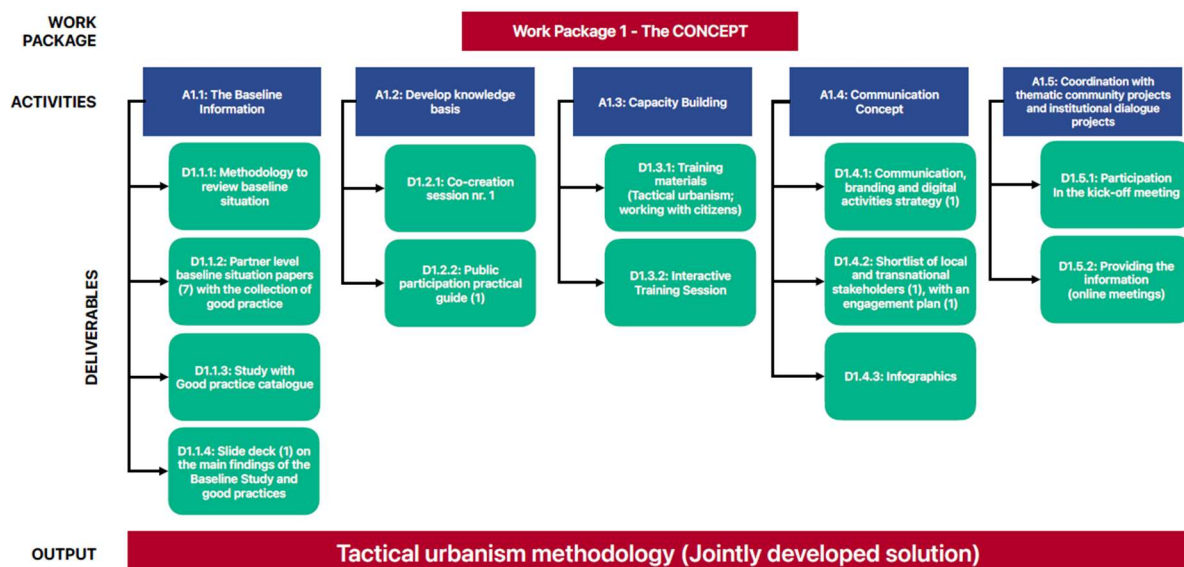 WORK
PACKAGE
Work Package 1 - The CONCEPT
ACTIVITIES
A1.1: The Baseline
Information
A1.2: Develop knowledge
basis
A1.3: Capacity Building
A1.4: Communication
Concept
A1.5: Coordination with
thematic community projects
and institutional dialogue
projects
DELIVERABLES
D1.1.1: Methodology to
review baseline
situation
D1.1.2: Partner level
baseline situation papers
(7) with the collection of
good practice
D1.1.3: Study with
Good practice catalogue
D1.1.4: Slide deck (1) on
the main findings of the
Baseline Study and
good practices
D1.2.1: Co-creation
session nr. 1
D1.2.2: Public
participation practical
guide (1)
D1.3.1: Training
materials
(Tactical urbanism;
working with citizens)
D1.3.2: Interactive
Training Session
D1.4.1: Communication,
branding and digital
activities strategy (1)
D1.4.2: Shortlist of local
and transnational
stakeholders (1), with an
engagement plan (1)
D1.4.3: Infographics
D1.5.1: Participation
In the kick-off meeting
D1.5.2: Providing the
information
(online meetings)
OUTPUT
Tactical urbanism methodology (Jointly developed solution)